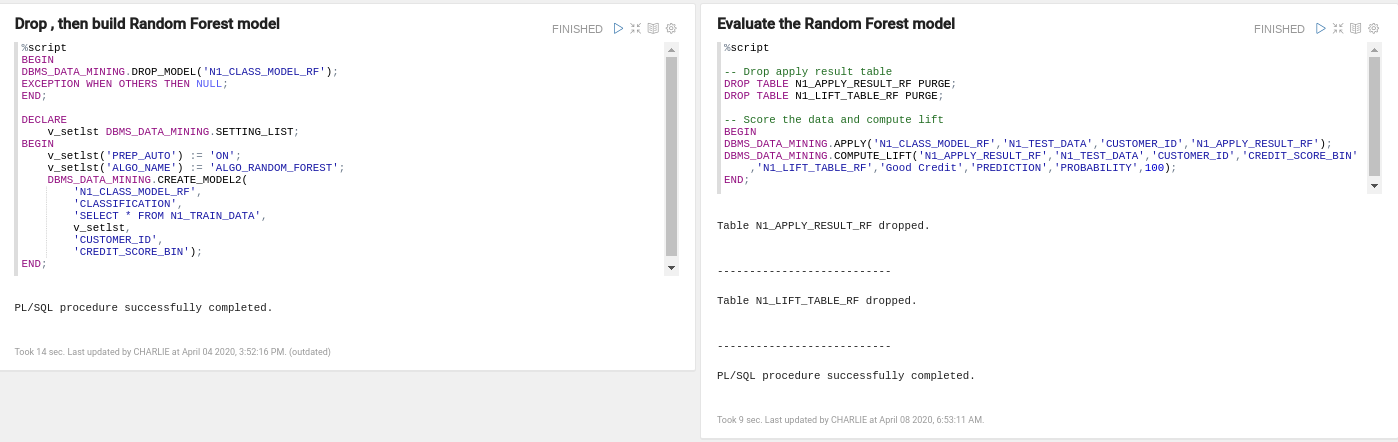 Drop , then build Random Forest model
FINISHED
%script
BEGIN
DBMS_DATA_MINING.DROP_MODEL('N1_CLASS_MODEL_RF');
EXCEPTION WHEN OTHERS THEN NULL;
END;
DECLARE
v_setlst DBMS_DATA_MINING.SETTING_LIST;
BEGIN
v_setlst('PREP_AUTO') := 'ON';
v_setlst('ALGO_NAME') := 'ALGO_RANDOM_FOREST';
DBMS_DATA_MINING.CREATE_MODEL2(
'N1_CLASS_MODEL_RF',
'CLASSIFICATION',
'SELECT * FROM N1_TRAIN_DATA',
v_setlst,
'CUSTOMER_ID',
'CREDIT_SCORE_BIN');
END;
PL/SQL procedure successfully completed.
Took 14 sec. Last updated by CHARLIE at April 04 2020, 3:52:16 PM. (outdated)
Evaluate the Random Forest model
FINISHED
%script
-- Drop apply result table
DROP TABLE N1_APPLY_RESULT_RF PURGE;
DROP TABLE N1_LIFT_TABLE_RF PURGE;
-- Score the data and compute lift
BEGIN
DBMS_DATA_MINING.APPLY('N1_CLASS_MODEL_RF','N1_TEST_DATA','CUSTOMER_ID','N1_APPLY_RESULT_RF');
DBMS_DATA_MINING.COMPUTE_LIFT('N1_APPLY_RESULT_RF','N1_TEST_DATA','CUSTOMER_ID','CREDIT_SCORE_BIN'
,'N1_LIFT_TABLE_RF','Good Credit','PREDICTION','PROBABILITY',100);
END;
Table N1_APPLY_RESULT_RF dropped.
---------------------------
Table N1_LIFT_TABLE_RF dropped.
---------------------------
PL/SQL procedure successfully completed.
Took 9 sec. Last updated by CHARLIE at April 08 2020, 6:53:11 AM.